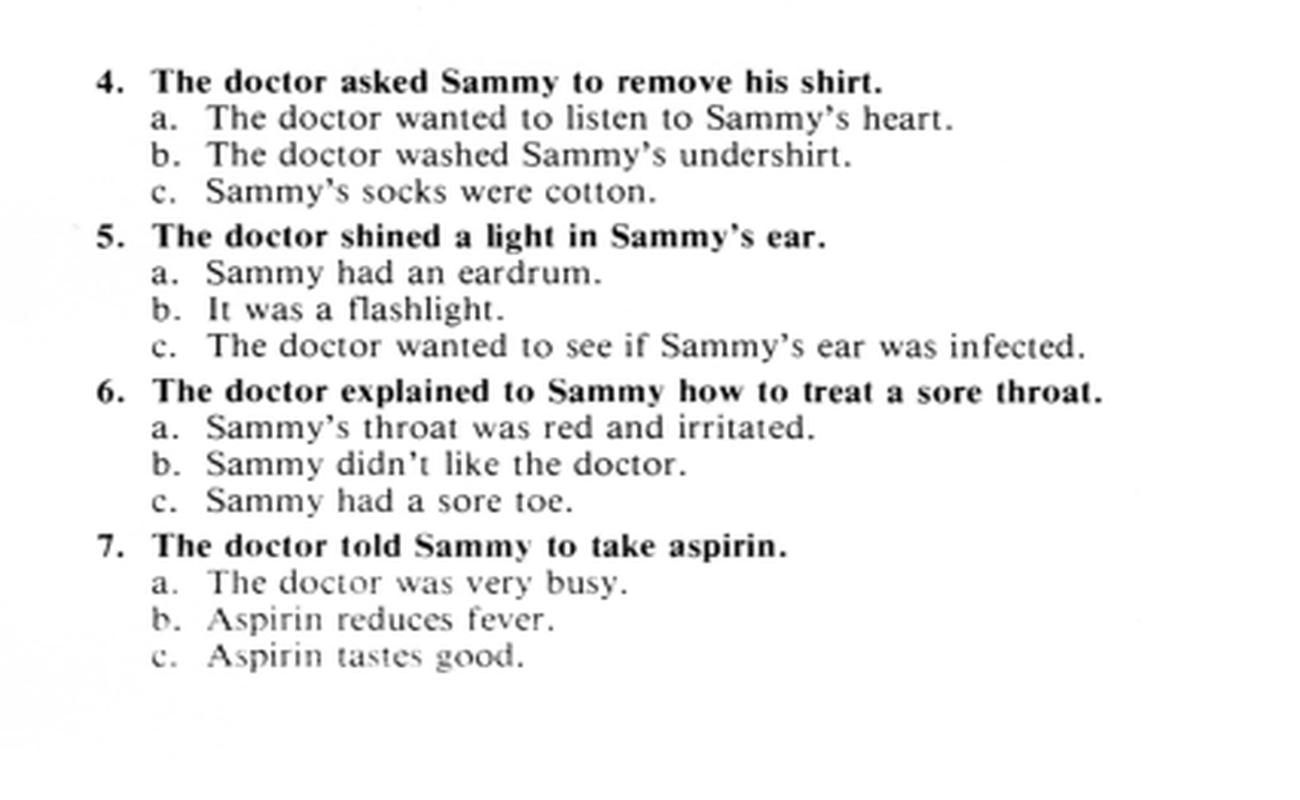 4. The doctor asked Sammy to remove his shirt.
a. The doctor wanted to listen to Sammy's heart.
b. The doctor washed Sammy's undershirt.
c. Sammy's socks were cotton.
5. The doctor shined a light in Sammy's ear.
a. Sammy had an eardrum.
b. It was a flashlight.
c. The doctor wanted to see if Sammy's ear was infected.
6. The doctor explained to Sammy how to treat a sore throat.
a. Sammy's throat was red and irritated.
b. Sammy didn't like the doctor.
c. Sammy had a sore toe.
7. The doctor told Sammy to take aspirin.
a. The doctor was very busy.
b. Aspirin reduces fever.
c. Aspirin tastes good.